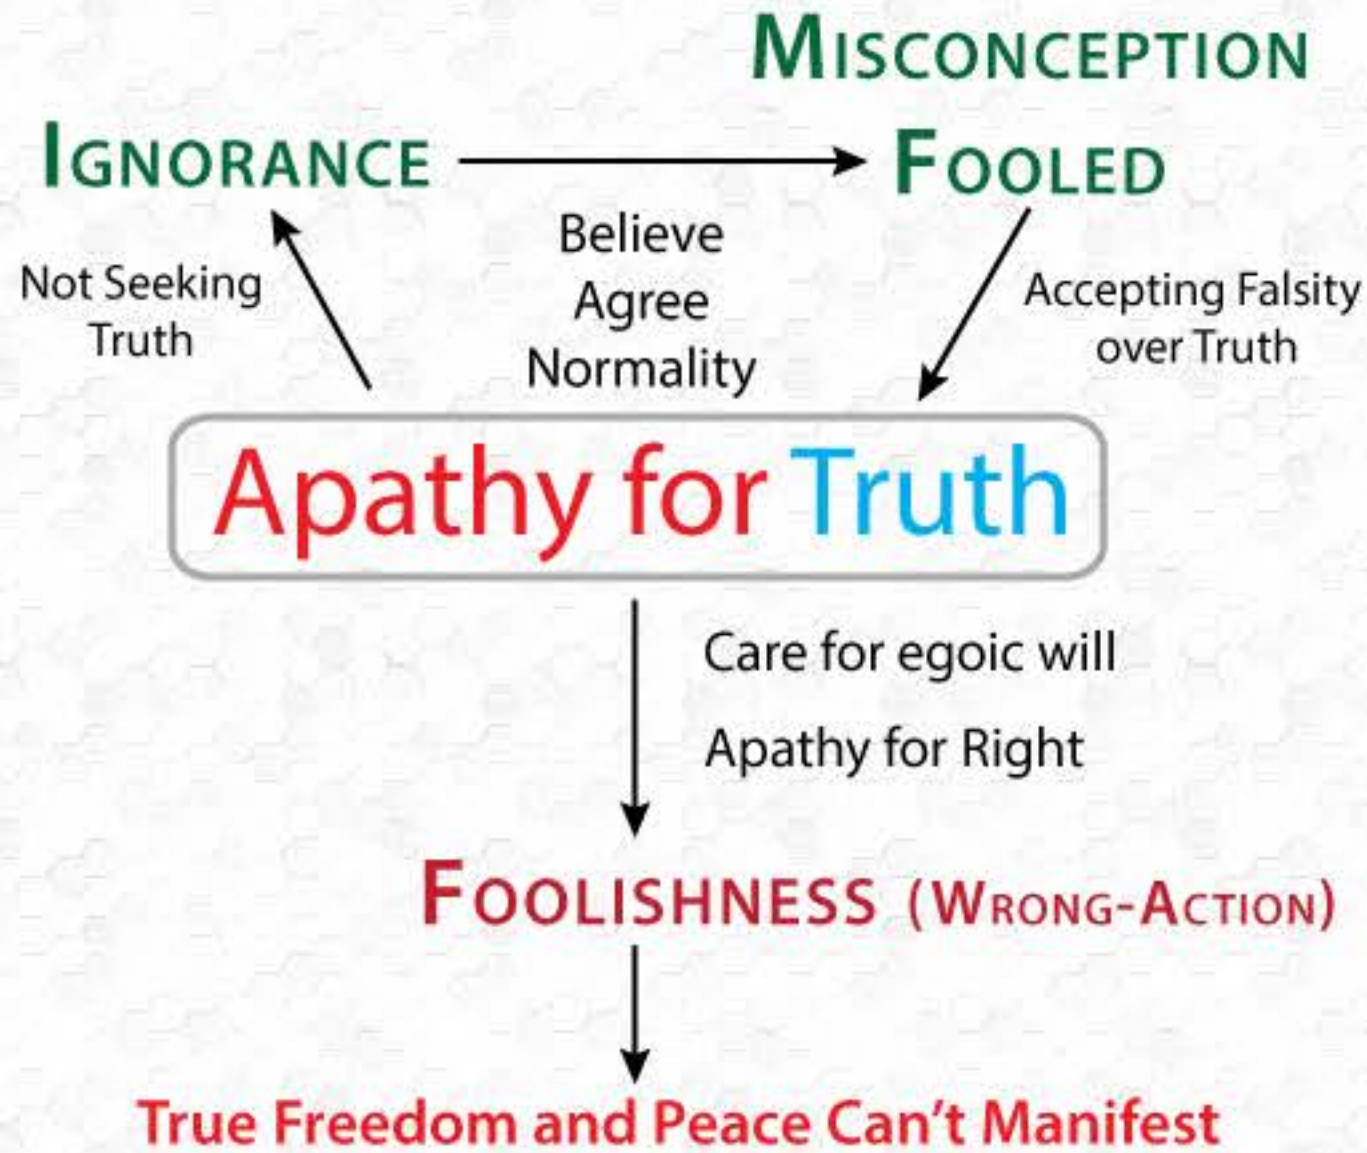 MISCONCEPTION
IGNORANCE
FOOLED
Not Seeking
Truth
Believe
Agree
Normality
Accepting Falsity
over Truth
Apathy for Truth
Care for egoic will
Apathy for Right
FOOLISHNESS (WRONG-ACTION)
True Freedom and Peace Can't Manifest